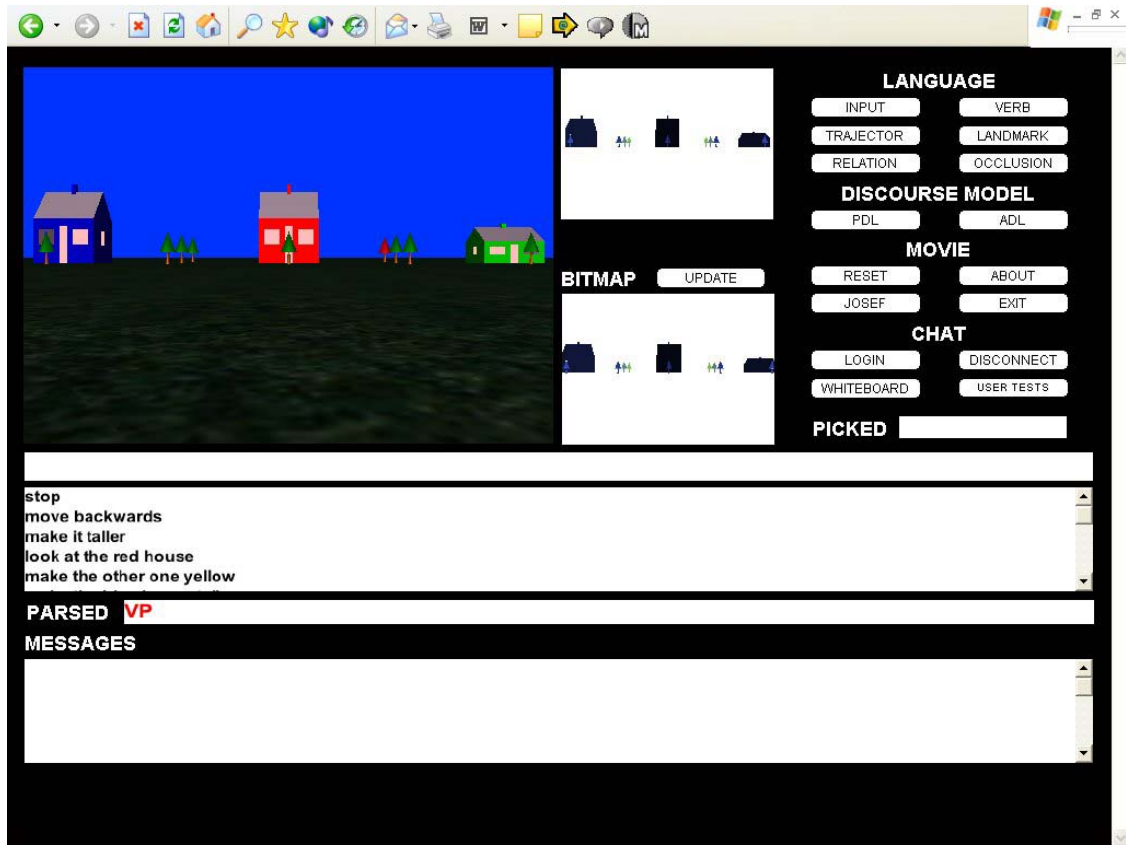 LANGUAGE
INPUT VERB
TRAJECTOR LANDMARK
RELATION OCCLUSION
DISCOURSE MODEL
PDL ADL
MOVIE
RESET ABOUT
JOSEF EXIT
CHAT
LOGIN DISCONNECT
WHITEBOARD USER TESTS
PICKED
BITMAP UPDATE
stop
move backwards
make it taller
look at the red house
make the other one yellow
PARSED VP
MESSAGES